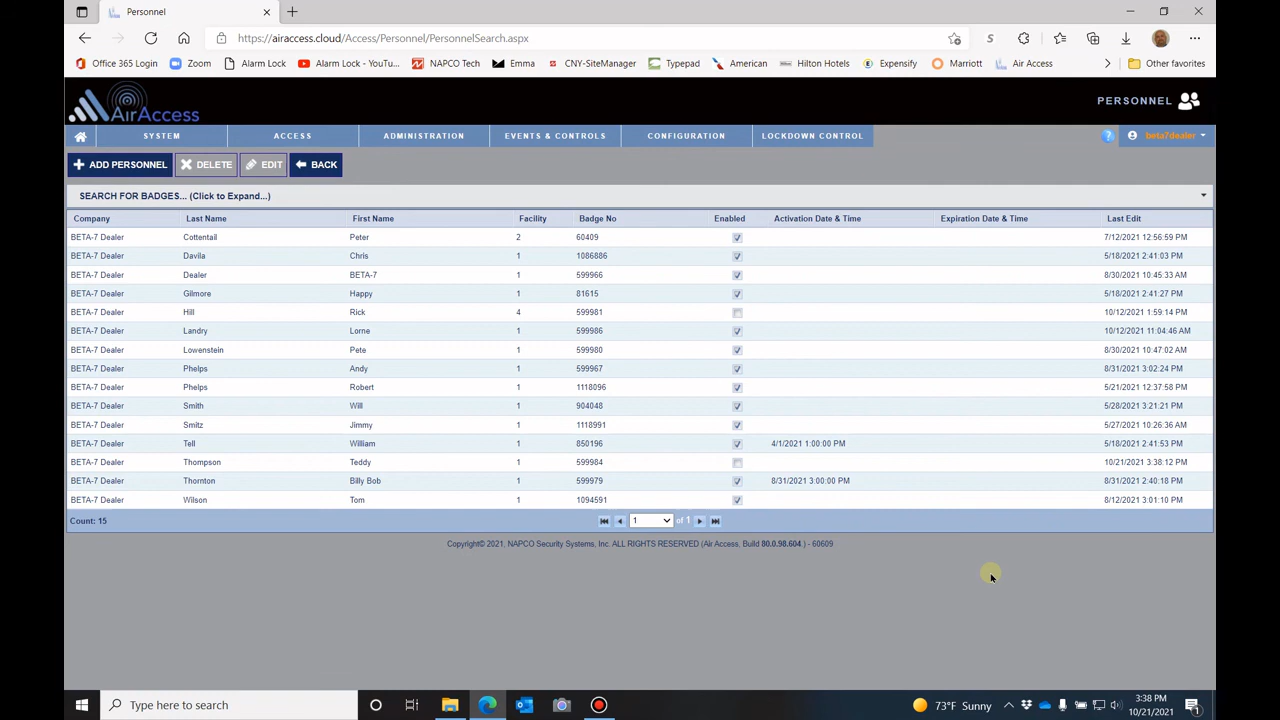 Personnel
https://airaccess.cloud/Access/Personnel/PersonnelSearch.aspx
Office 365 Login Zoom Alarm Lock Alarm Lock - YouTu... NAPCO Tech Emma CNY-SiteManager Typepad American Hilton Hotels Expensify Marriott Air Access Other favorites
AirAccess PERSONNEL
SYSTEM ACCESS ADMINISTRATION EVENTS & CONTROLS CONFIGURATION LOCKDOWN CONTROL ? beta7dealer
ADD PERSONNEL DELETE EDIT BACK
SEARCH FOR BADGES... (Click to Expand...)
Company Last Name First Name Facility Badge No Enabled Activation Date & Time Expiration Date & Time Last Edit
BETA-7 Dealer Cottentail Peter 2 60409 7/12/2021 12:56:59 PM
BETA-7 Dealer Davila Chris 1 1086886 5/18/2021 2:41:03 PM
BETA-7 Dealer Dealer BETA-7 1 599966 8/30/2021 10:45:33 AM
BETA-7 Dealer Gilmore Happy 1 81615 5/18/2021 2:41:27 PM
BETA-7 Dealer Hill Rick 4 599981 10/12/2021 1:59:14 PM
BETA-7 Dealer Landry Lorne 1 599986 10/12/2021 11:04:46 AM
BETA-7 Dealer Lowenstein Pete 1 599980 8/30/2021 10:47:02 AM
BETA-7 Dealer Phelps Andy 1 599967 8/31/2021 3:02:24 PM
BETA-7 Dealer Phelps Robert 1 1118096 5/21/2021 12:37:58 PM
BETA-7 Dealer Smith Will 1 904048 5/28/2021 3:21:21 PM
BETA-7 Dealer Smitz Jimmy 1 1118991 5/27/2021 10:26:36 AM
BETA-7 Dealer Tell William 1 850196 4/1/2021 1:00:00 PM 5/18/2021 2:41:53 PM
BETA-7 Dealer Thompson Teddy 1 599984 10/21/2021 3:38:12 PM
BETA-7 Dealer Thornton Billy Bob 1 599979 8/31/2021 3:00:00 PM 8/31/2021 2:40:18 PM
BETA-7 Dealer Wilson Tom 1 1094591 8/12/2021 3:01:10 PM
Count: 15 1 of 1
Copyright© 2021, NAPCO Security Systems, Inc. ALL RIGHTS RESERVED (Air Access, Build 80.0.98.604.) - 60609
Type here to search 73°F Sunny 3:38 PM
10/21/2021 1